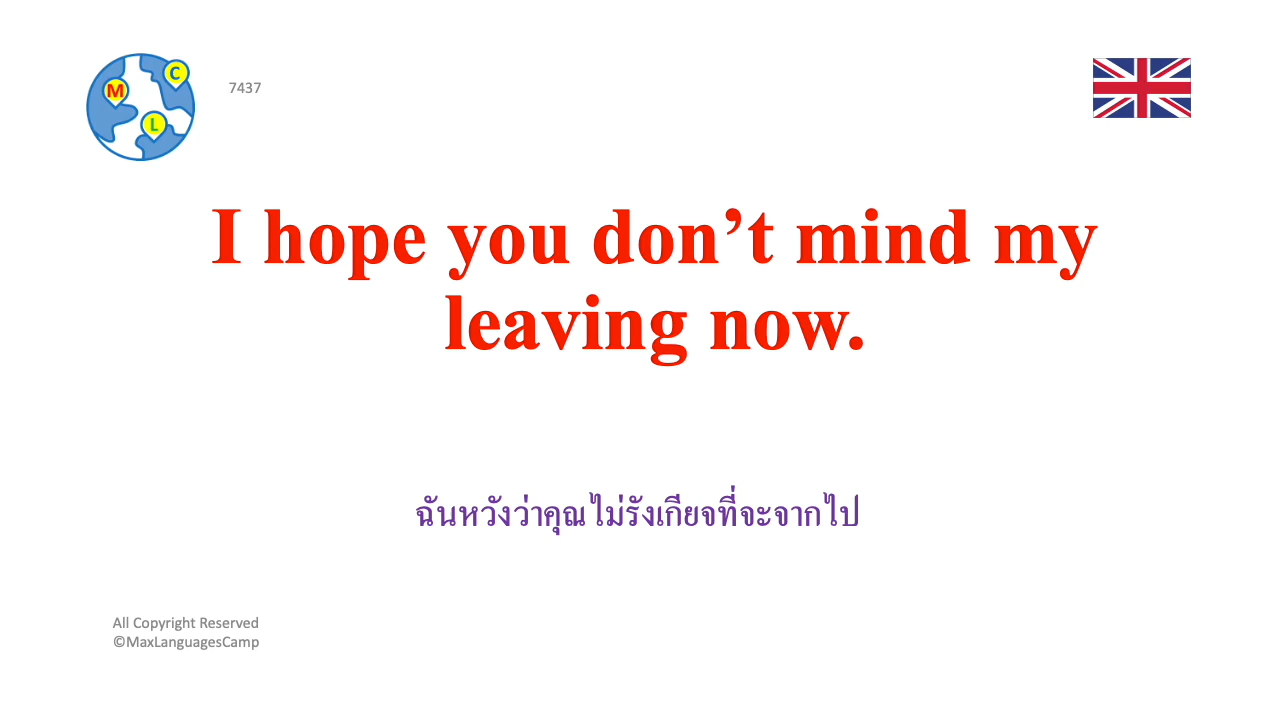 M
C
L
7437
I hope you don’t mind my
leaving now.
ฉันหวังว่าคุณไม่รังเกียจที่จะจากไป
All Copyright Reserved
©MaxLanguagesCamp